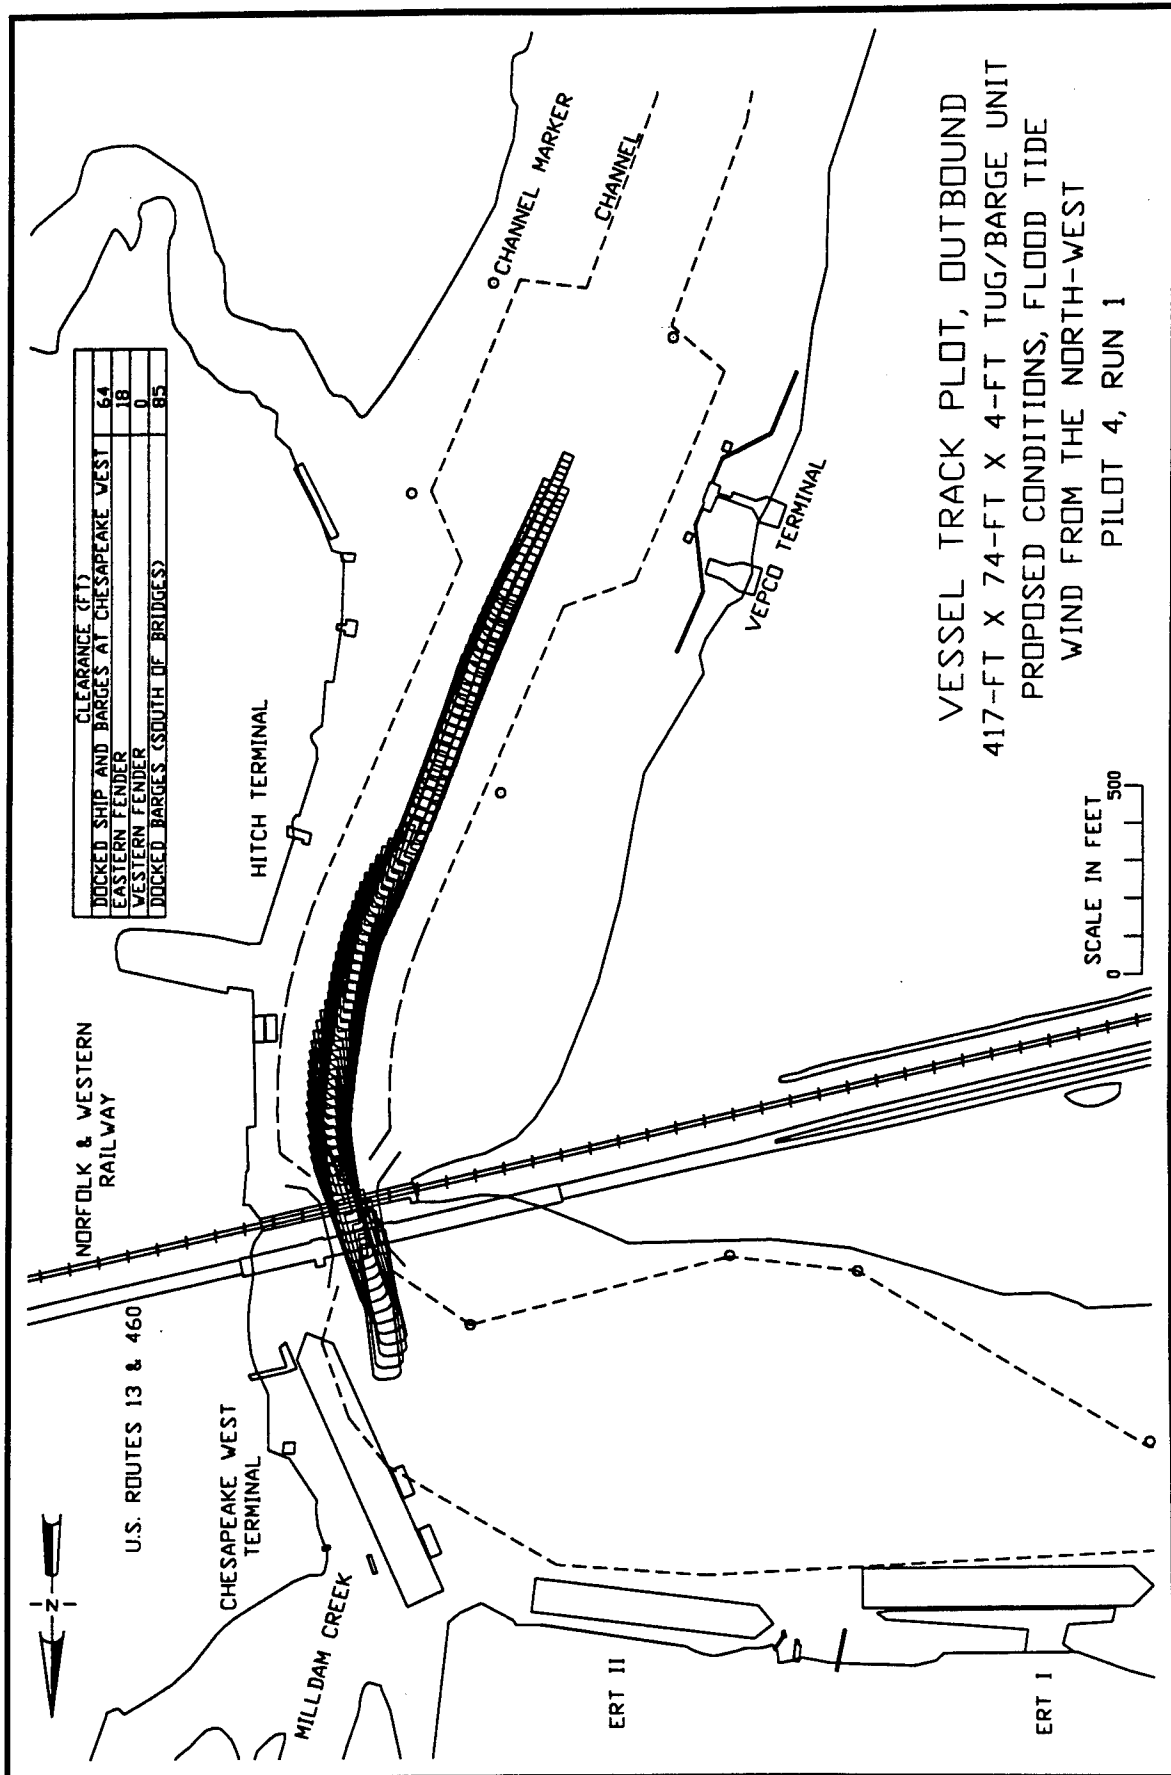 CLEARANCE (FT)
DOCKED SHIP AND BARGES AT CHESAPEAKE WEST 64
EASTERN FENDER 18
WESTERN FENDER 0
DOCKED BARGES (SOUTH OF BRIDGES) 85
N
U.S. ROUTES 13 & 460
NORFOLK & WESTERN
RAILWAY
HITCH TERMINAL
CHESAPEAKE WEST
TERMINAL
MILLDAM CREEK
CHANNEL MARKER
CHANNEL
VEPCO TERMINAL
ERT II
ERT I
SCALE IN FEET
0 500
VESSEL TRACK PLOT, OUTBOUND
417-FT X 74-FT X 4-FT TUG/BARGE UNIT
PROPOSED CONDITIONS, FLOOD TIDE
WIND FROM THE NORTH-WEST
PILOT 4, RUN 1